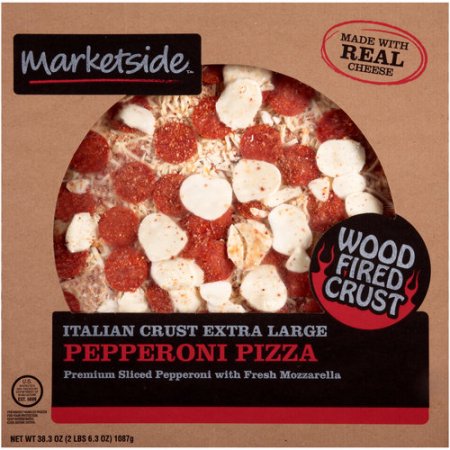 Marketside
MADE WITH
REAL
CHEESE
WOOD
FIRED
CRUST
ITALIAN CRUST EXTRA LARGE
PEPPERONI PIZZA
Premium Sliced Pepperoni with Fresh Mozzarella
U.S.
NET WT 38.3 OZ (2 LBS 6.3 OZ) 1087g